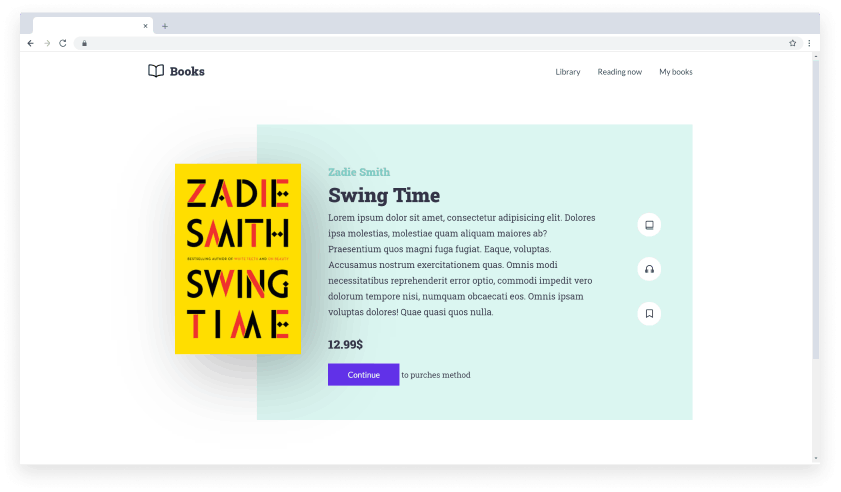 Books
Library
Reading now
My books
ZADIE
SMITH
BESTSELLING AUTHOR OF WHITE TEETH AND ON BEAUTY
SWING
TIME
Zadie Smith
Swing Time
Lorem ipsum dolor sit amet, consectetur adipisicing elit. Dolores
ipsa molestias, molestiae quam aliquam maiores ab?
Praesentium quos magni fuga fugiat. Eaque, voluptas.
Accusamus nostrum exercitationem quas. Omnis modi
necessitatibus reprehenderit error optio, commodi impedit vero
dolorum tempore nisi, numquam obcaecati eos. Omnis ipsam
voluptas dolores! Quae quasi quos nulla.
12.99$
Continue to purches method